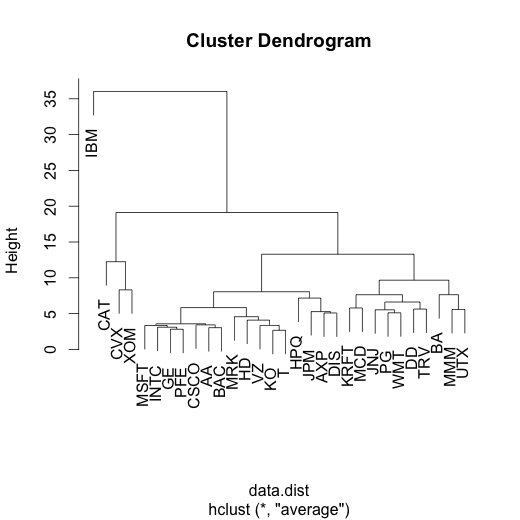 Cluster Dendrogram
Height
35
30
25
20
15
10
5
0
IBM
CAT
CVX
XOM
MSFT
INTC
GE
PFE
CSCO
AA
BAC
MRK
HD
VZ
KO
T
HPQ
JPM
AXP
DIS
KRFT
MCD
JNJ
PG
WMT
DD
TRV
BA
MMM
UTX
data.dist
hclust (*, "average")